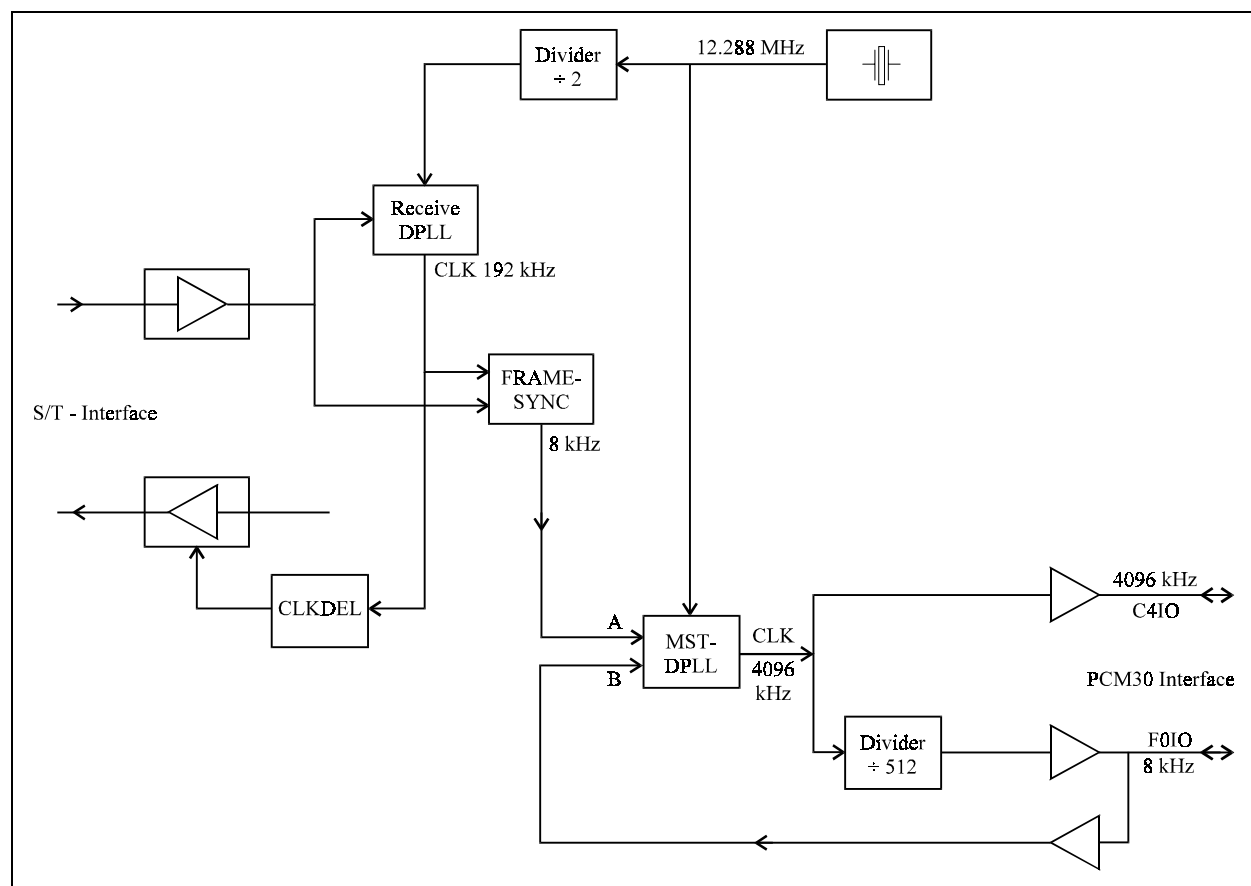 12.288 MHz
Divider
÷ 2
Receive
DPLL
CLK 192 kHz
FRAME-
SYNC
S/T - Interface
8 kHz
CLKDEL
A
B
MST-
DPLL
CLK
4096
kHz
4096 kHz
C4IO
PCM30 Interface
Divider
÷ 512
F0IO
8 kHz